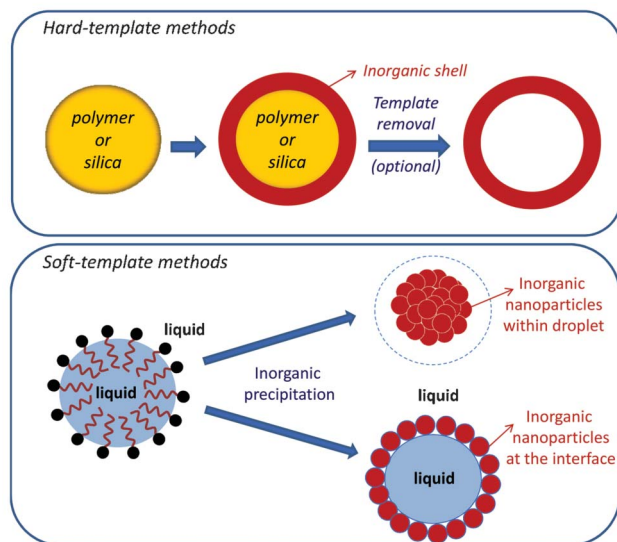 Hard-template methods
Inorganic shell
polymer
or
silica
polymer
or
silica
Template
removal
(optional)
Soft-template methods
liquid
liquid
Inorganic
precipitation
Inorganic
nanoparticles
within droplet
liquid
liquid
Inorganic
nanoparticles
at the interface